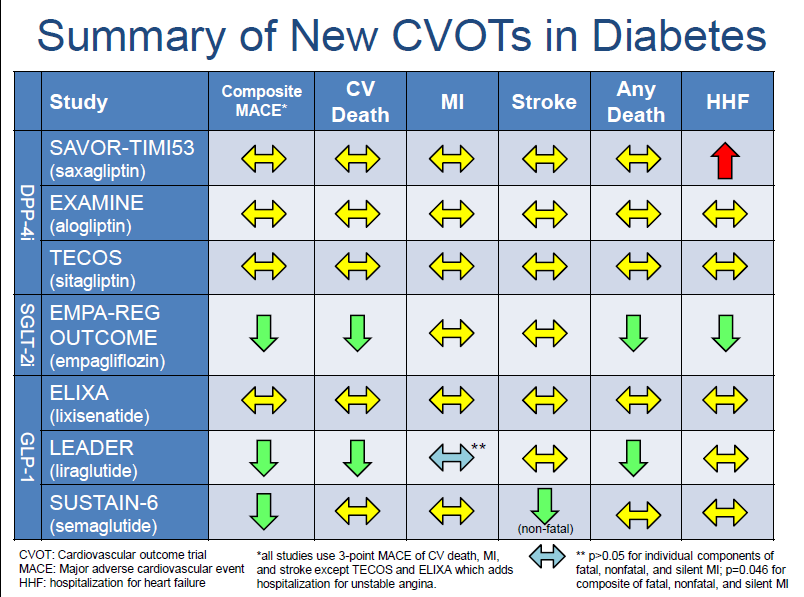 Summary of New CVOTs in Diabetes
Study
Composite
MACE*
CV
Death
MI
Stroke
Any
Death
HHF
DPP-4i
SAVOR-TIMI53
(saxagliptin)
EXAMINE
(alogliptin)
TECOS
(sitagliptin)
SGLT-2i
EMPA-REG
OUTCOME
(empagliflozin)
GLP-1
ELIXA
(lixisenatide)
LEADER
(liraglutide)
**
SUSTAIN-6
(semaglutide)
(non-fatal)
CVOT: Cardiovascular outcome trial
MACE: Major adverse cardiovascular event
HHF: hospitalization for heart failure
*all studies use 3-point MACE of CV death, MI,
and stroke except TECOS and ELIXA which adds
hospitalization for unstable angina.
** p>0.05 for individual components of
fatal, nonfatal, and silent MI; p=0.046 for
composite of fatal, nonfatal, and silent MI